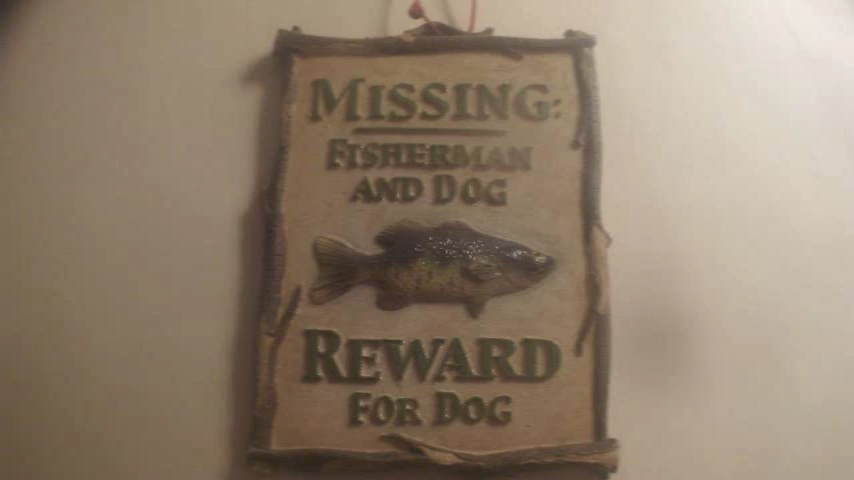 MISSING:
FISHERMAN
AND DOG
REWARD
FOR DOG